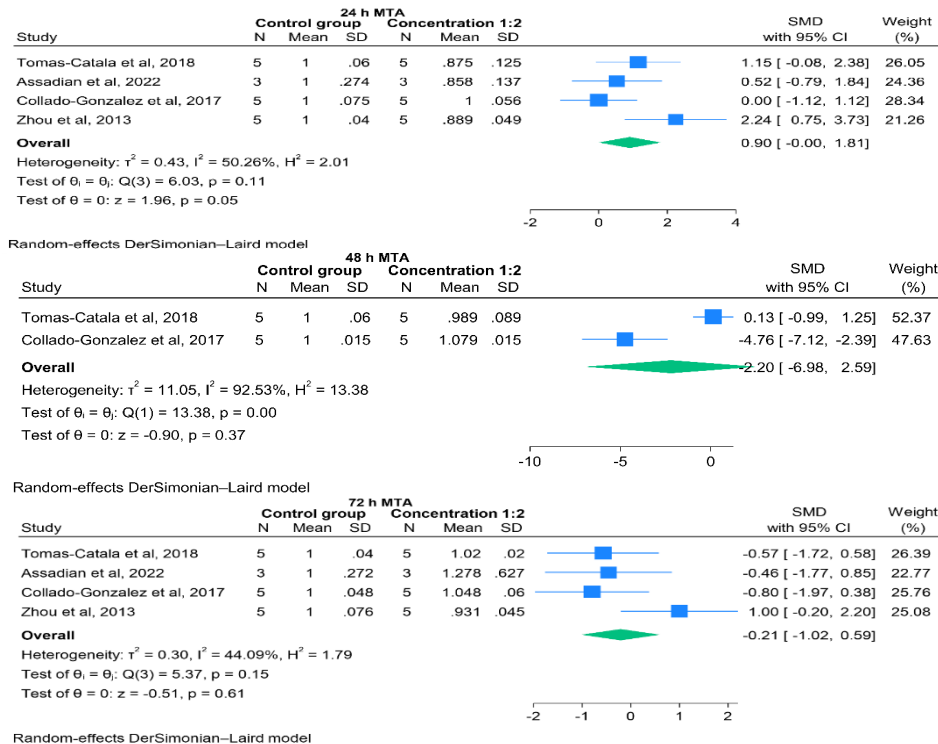 24 h MTA
Control group Concentration 1:2 SMD Weight
Study N Mean SD N Mean SD with 95% CI (%)
Tomas-Catala et al, 2018 5 1 .06 5 .875 .125 1.15 [ -0.08, 2.38] 26.05
Assadian et al, 2022 3 1 .274 3 .858 .137 0.52 [ -0.79, 1.84] 24.36
Collado-Gonzalez et al, 2017 5 1 .075 5 1 .056 0.00 [ -1.12, 1.12] 28.34
Zhou et al, 2013 5 1 .04 5 .889 .049 2.24 [ 0.75, 3.73] 21.26
Overall 0.90 [ -0.00, 1.81]
Heterogeneity: τ² = 0.43, I² = 50.26%, H² = 2.01
Test of θᵢ = θⱼ: Q(3) = 6.03, p = 0.11
Test of θ = 0: z = 1.96, p = 0.05
-2 0 2 4
Random-effects DerSimonian–Laird model
48 h MTA
Control group Concentration 1:2 SMD Weight
Study N Mean SD N Mean SD with 95% CI (%)
Tomas-Catala et al, 2018 5 1 .06 5 .989 .089 0.13 [ -0.99, 1.25] 52.37
Collado-Gonzalez et al, 2017 5 1 .015 5 1.079 .015 -4.76 [ -7.12, -2.39] 47.63
Overall -2.20 [ -6.98, 2.59]
Heterogeneity: τ² = 11.05, I² = 92.53%, H² = 13.38
Test of θᵢ = θⱼ: Q(1) = 13.38, p = 0.00
Test of θ = 0: z = -0.90, p = 0.37
-10 -5 0
Random-effects DerSimonian–Laird model
72 h MTA
Control group Concentration 1:2 SMD Weight
Study N Mean SD N Mean SD with 95% CI (%)
Tomas-Catala et al, 2018 5 1 .04 5 1.02 .02 -0.57 [ -1.72, 0.58] 26.39
Assadian et al, 2022 3 1 .272 3 1.278 .627 -0.46 [ -1.77, 0.85] 22.77
Collado-Gonzalez et al, 2017 5 1 .048 5 1.048 .06 -0.80 [ -1.97, 0.38] 25.76
Zhou et al, 2013 5 1 .076 5 .931 .045 1.00 [ -0.20, 2.20] 25.08
Overall -0.21 [ -1.02, 0.59]
Heterogeneity: τ² = 0.30, I² = 44.09%, H² = 1.79
Test of θᵢ = θⱼ: Q(3) = 5.37, p = 0.15
Test of θ = 0: z = -0.51, p = 0.61
-2 -1 0 1 2
Random-effects DerSimonian–Laird model